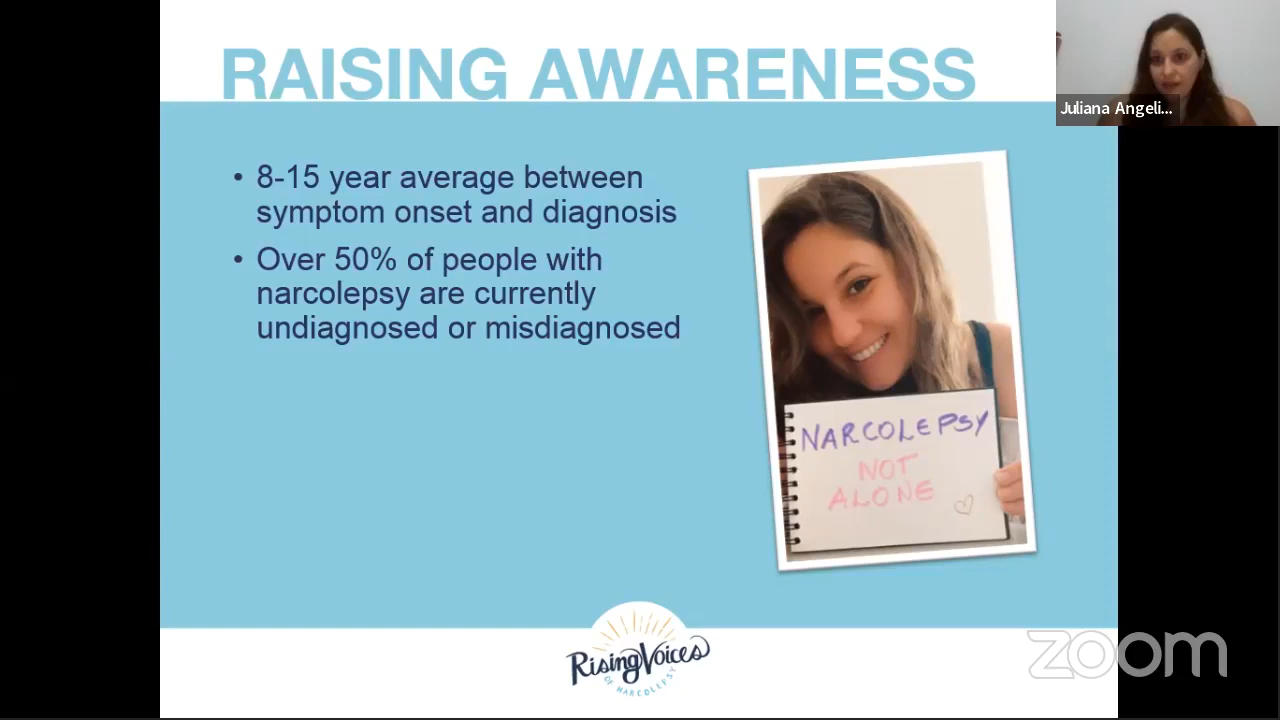 RAISING AWARENESS
Juliana Angeli...
• 8-15 year average between
symptom onset and diagnosis
• Over 50% of people with
narcolepsy are currently
undiagnosed or misdiagnosed
NARCOLEPSY
NOT
ALONE
Rising Voices
OF NARCOLEPSY
zoom